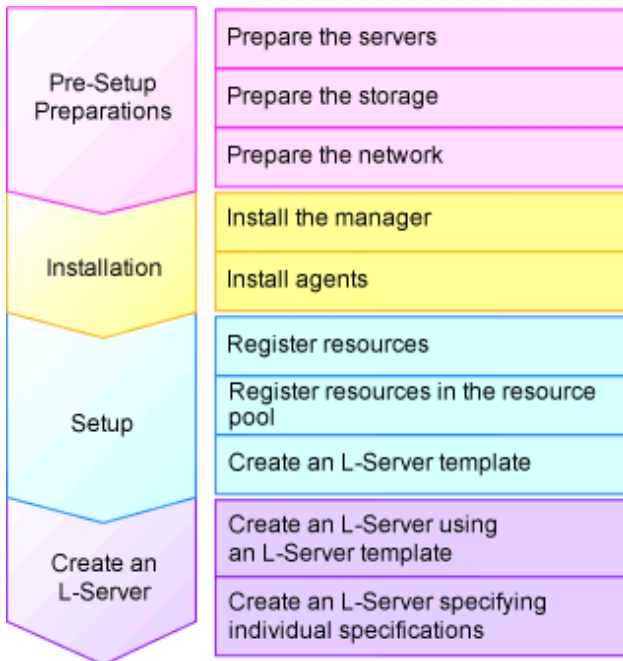 Pre-Setup
Preparations
Prepare the servers
Prepare the storage
Prepare the network
Installation
Install the manager
Install agents
Setup
Register resources
Register resources in the resource
pool
Create an L-Server template
Create an
L-Server
Create an L-Server using
an L-Server template
Create an L-Server specifying
individual specifications